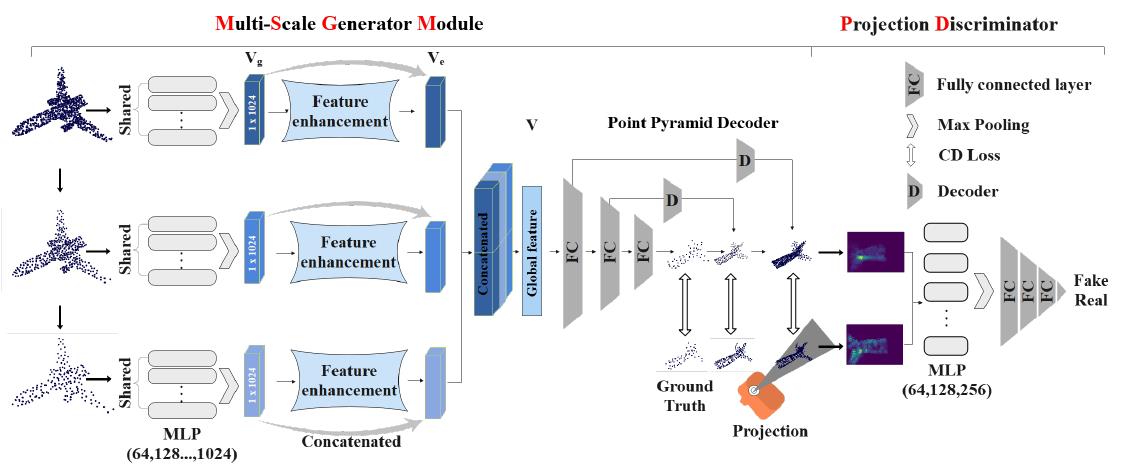 Multi-Scale Generator Module
Projection Discriminator
Vg
Ve
Shared
1 x 1024
Feature
enhancement
V
Point Pyramid Decoder
FC
Fully connected layer
Max Pooling
CD Loss
D
Decoder
Shared
1 x 1024
Feature
enhancement
Concatenated
Global feature
FC
FC
FC
D
D
Ground
Truth
Projection
MLP
(64,128,256)
FC
FC
FC
Fake
Real
Shared
1 x 1024
Feature
enhancement
Concatenated
MLP
(64,128...,1024)